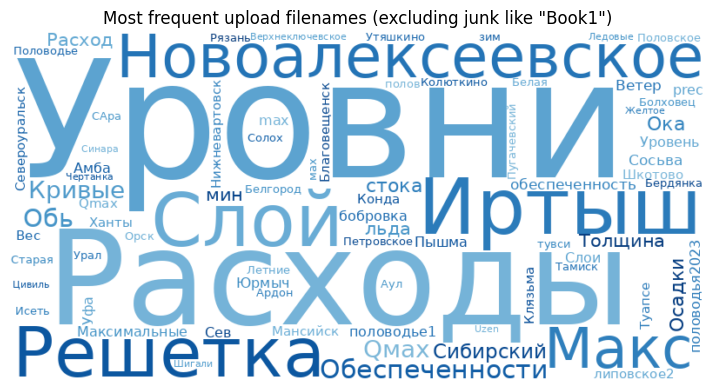 Most frequent upload filenames (excluding junk like "Book1")
Расход
Половодье
Новоалексеевское
Рязань
Верхнеключевское
Утяшкино
зим
Ледовые
Половское
Уровни
Североуральск
САра
Чертанка
Синара
Амба
Нижневартовск
max
Солох
Благовещенск
мах
полов
Колюткино
Белая
Пугачевский
Ветер
prec
Болховец
Желтое
Ока
Уровень
Сосьва
Шкотово
Бердянка
Кривые
Qmax
мин
Белгород
стока
обеспеченность
Обь
Ханты
Слой
Конда
бобровка
льда
Иртыш
Вес
Орск
Петровское
Пышма
тувси
Толщина
Старая
Урал
Расходы
Слои
Тамиск
Цивиль
Уфа
Летние
Юрмыч
Ардон
Аул
Клязьма
Туапсе
Осадки
половодья2023
Исеть
Максимальные
Сев
Мансийск
половодье1
Uzen
Решетка
Шигали
Qмах
Сибирский
Обеспеченности
Макс
липовское2